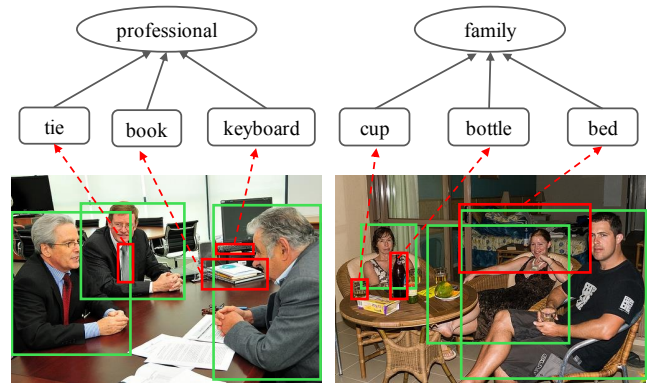 professional
family
tie
book
keyboard
cup
bottle
bed